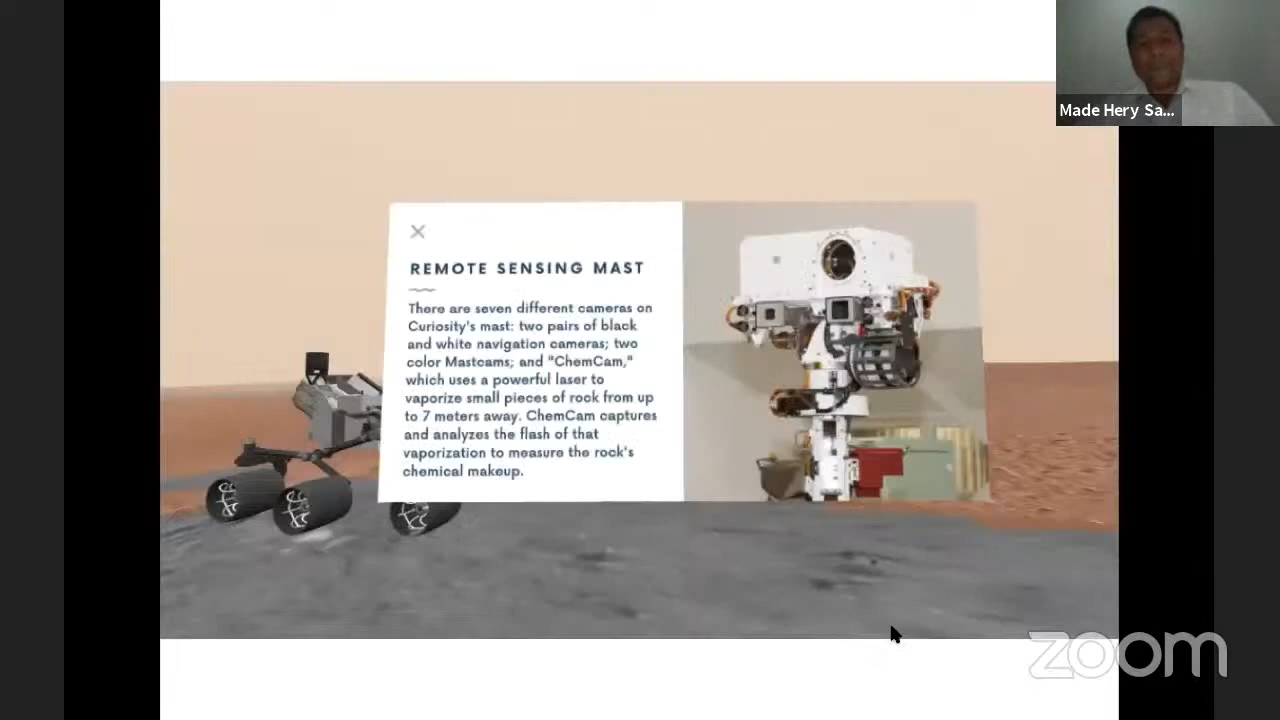 Made Hery Sa...
REMOTE SENSING MAST
There are seven different cameras on
Curiosity's mast: two pairs of black
and white navigation cameras; two
color Mastcams; and "ChemCam,"
which uses a powerful laser to
vaporize small pieces of rock from up
to 7 meters away. ChemCam captures
and analyzes the flash of that
vaporization to measure the rock's
chemical makeup.
zoom